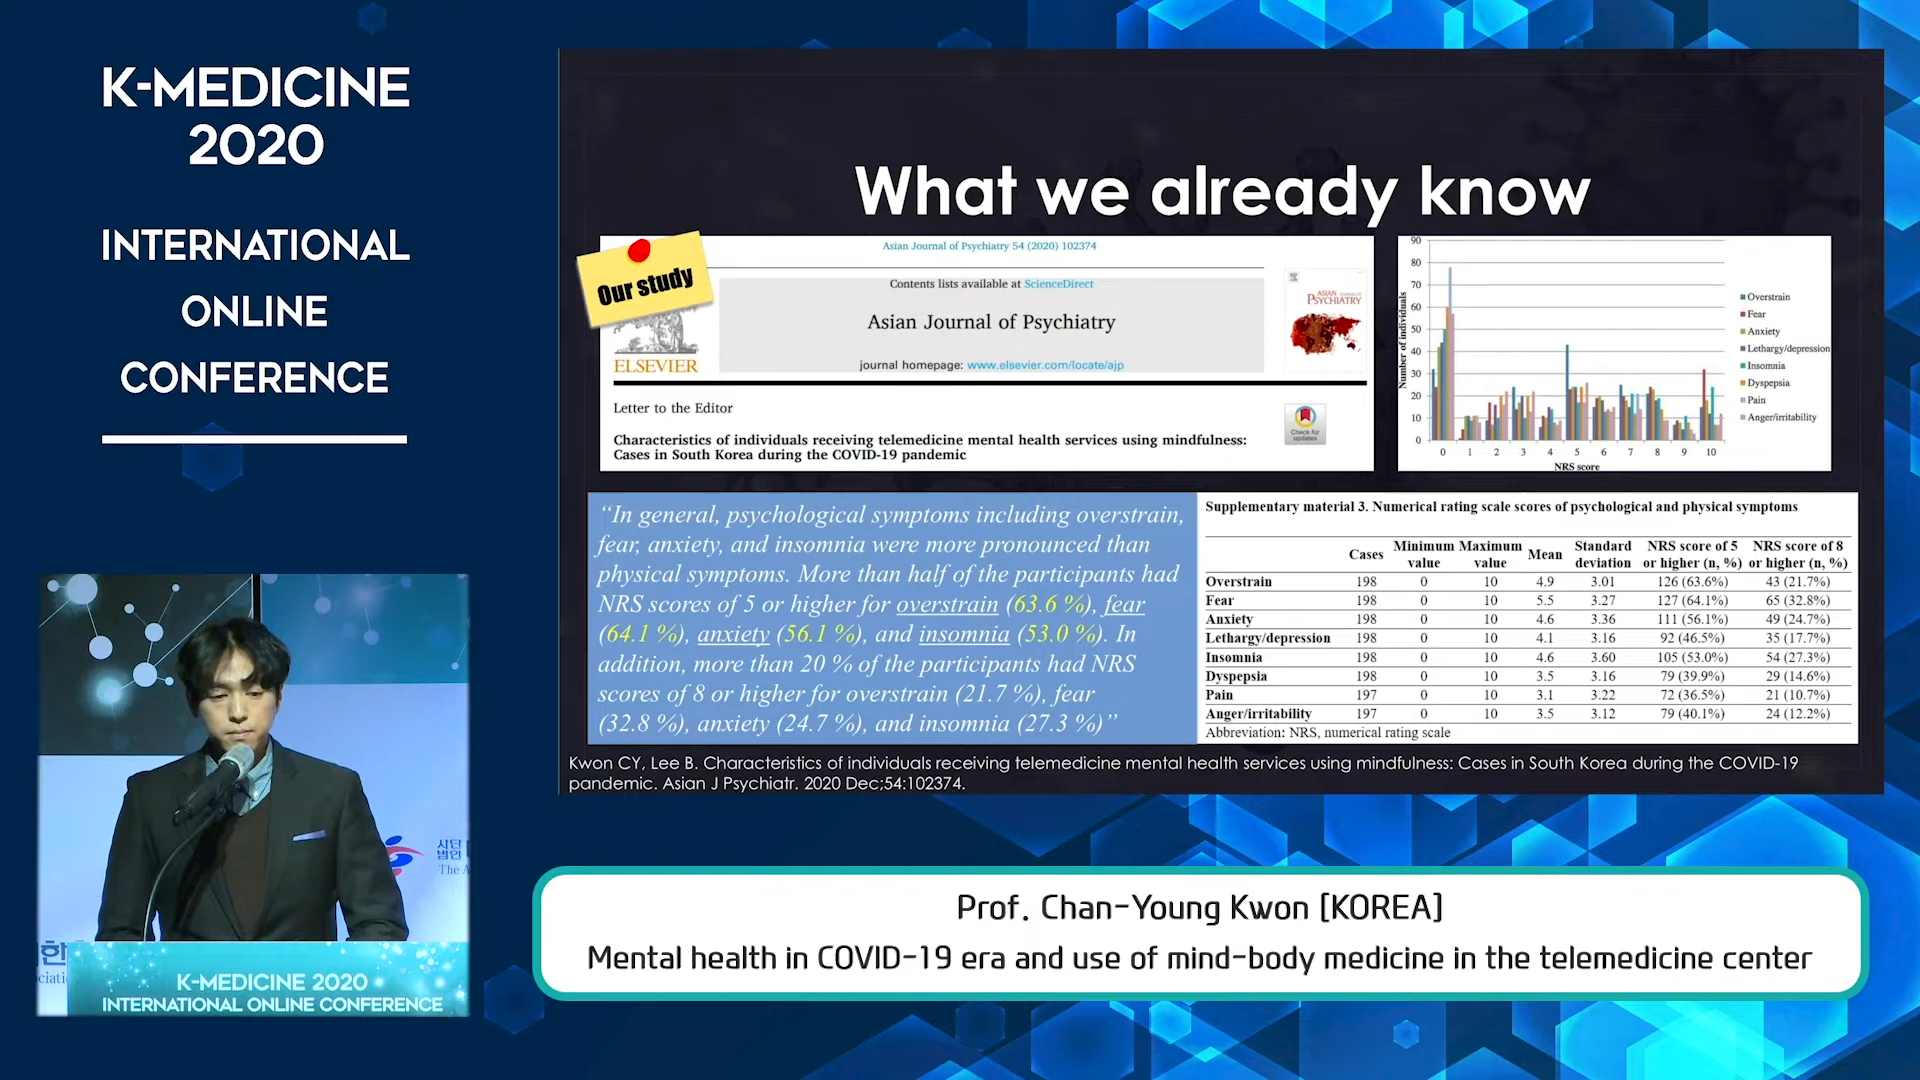 K-MEDICINE
2020
INTERNATIONAL
ONLINE
CONFERENCE
What we already know
Our study
Asian Journal of Psychiatry 54 (2020) 102374
Contents lists available at ScienceDirect
Asian Journal of Psychiatry
journal homepage: www.elsevier.com/locate/ajp
ELSEVIER
ASIAN
PSYCHIATRY
Letter to the Editor
Check for
updates
Characteristics of individuals receiving telemedicine mental health services using mindfulness:
Cases in South Korea during the COVID-19 pandemic
Number of individuals
90
80
70
60
50
40
30
20
10
0
0 1 2 3 4 5 6 7 8 9 10
NRS score
Overstrain
Fear
Anxiety
Lethargy/depression
Insomnia
Dyspepsia
Pain
Anger/irritability
“In general, psychological symptoms including overstrain,
fear, anxiety, and insomnia were more pronounced than
physical symptoms. More than half of the participants had
NRS scores of 5 or higher for overstrain (63.6 %), fear
(64.1 %), anxiety (56.1 %), and insomnia (53.0 %). In
addition, more than 20 % of the participants had NRS
scores of 8 or higher for overstrain (21.7 %), fear
(32.8 %), anxiety (24.7 %), and insomnia (27.3 %)”
Supplementary material 3. Numerical rating scale scores of psychological and physical symptoms
Cases Minimum value Maximum value Mean Standard deviation NRS score of 5 or higher (n, %) NRS score of 8 or higher (n, %)
Overstrain 198 0 10 4.9 3.01 126 (63.6%) 43 (21.7%)
Fear 198 0 10 5.5 3.27 127 (64.1%) 65 (32.8%)
Anxiety 198 0 10 4.6 3.36 111 (56.1%) 49 (24.7%)
Lethargy/depression 198 0 10 4.1 3.16 92 (46.5%) 35 (17.7%)
Insomnia 198 0 10 4.6 3.60 105 (53.0%) 54 (27.3%)
Dyspepsia 198 0 10 3.5 3.16 79 (39.9%) 29 (14.6%)
Pain 197 0 10 3.1 3.22 72 (36.5%) 21 (10.7%)
Anger/irritability 197 0 10 3.5 3.12 79 (40.1%) 24 (12.2%)
Abbreviation: NRS, numerical rating scale
Kwon CY, Lee B. Characteristics of individuals receiving telemedicine mental health services using mindfulness: Cases in South Korea during the COVID-19
pandemic. Asian J Psychiatr. 2020 Dec;54:102374.
사단
법인
The A
한
ciati
K-MEDICINE 2020
INTERNATIONAL ONLINE CONFERENCE
Prof. Chan-Young Kwon [KOREA]
Mental health in COVID-19 era and use of mind-body medicine in the telemedicine center